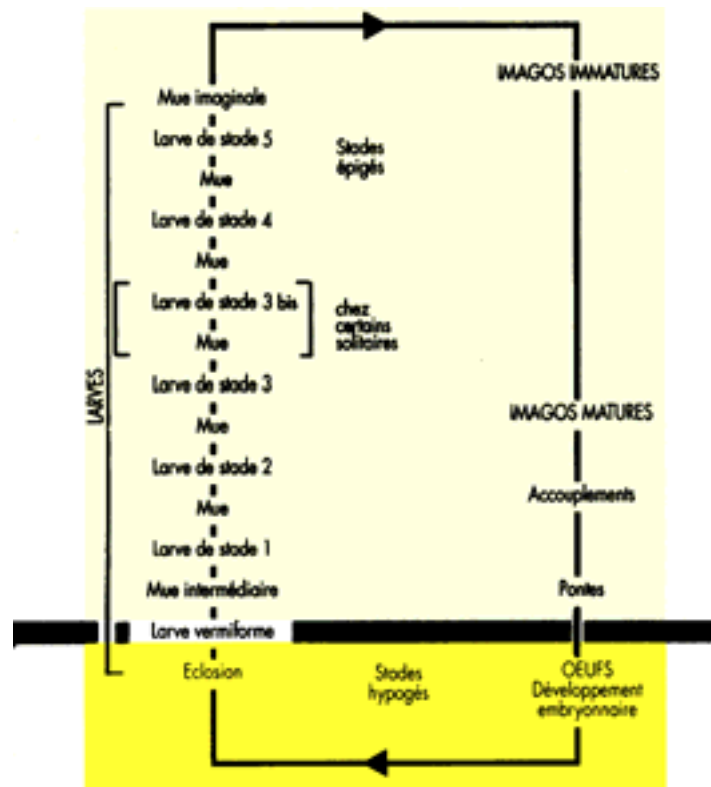 IMAGOS IMMATURES
Mue imaginale
Larve de stade 5
Stades
épigés
Mue
Larve de stade 4
Mue
Larve de stade 3 bis
chez
certains
solitaires
Mue
LARVES
Larve de stade 3
IMAGOS MATURES
Mue
Larve de stade 2
Accouplements
Mue
Larve de stade 1
Mue intermédiaire
Pontes
Larve vermiforme
Eclosion
Stades
hypogés
OEUFS
Développement
embryonnaire